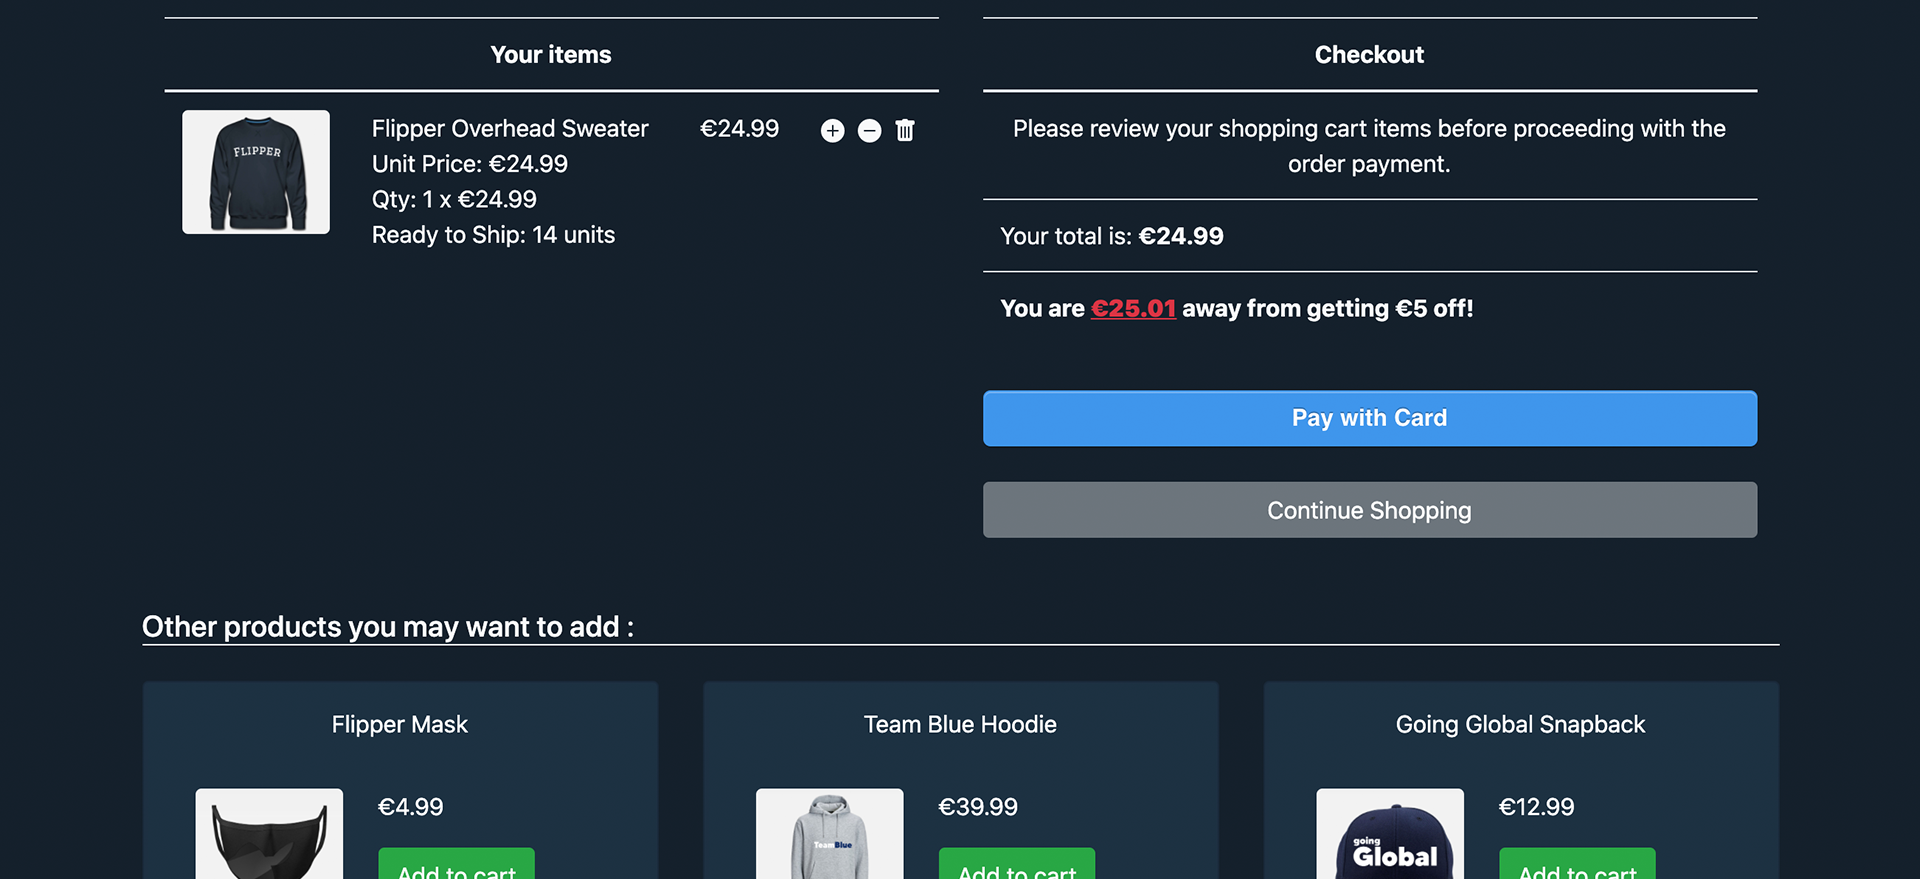 Your items
FLIPPER
Flipper Overhead Sweater
€24.99
Unit Price: €24.99
Qty: 1 x €24.99
Ready to Ship: 14 units
Checkout
Please review your shopping cart items before proceeding with the
order payment.
Your total is: €24.99
You are €25.01 away from getting €5 off!
Pay with Card
Continue Shopping
Other products you may want to add :
Flipper Mask
€4.99
Add to cart
Team Blue Hoodie
TeamBlue
€39.99
Add to cart
Going Global Snapback
going
Global
€12.99
Add to cart